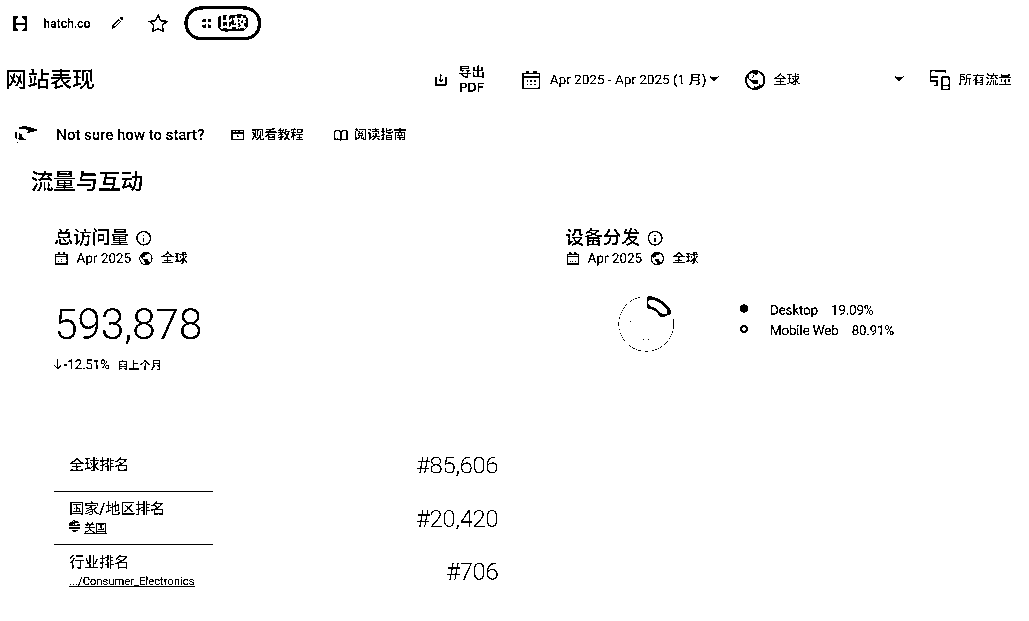 hatch.co
比较
网站表现
导出 PDF
Apr 2025 - Apr 2025 (1 月)
全球
所有流量
Not sure how to start?
观看教程
阅读指南
流量与互动
总访问量
Apr 2025 全球
593,878
↓-12.51% 自上个月
设备分发
Apr 2025 全球
Desktop 19.09%
Mobile Web 80.91%
全球排名 #85,606
国家/地区排名 #20,420
美国
行业排名 #706
.../Consumer_Electronics